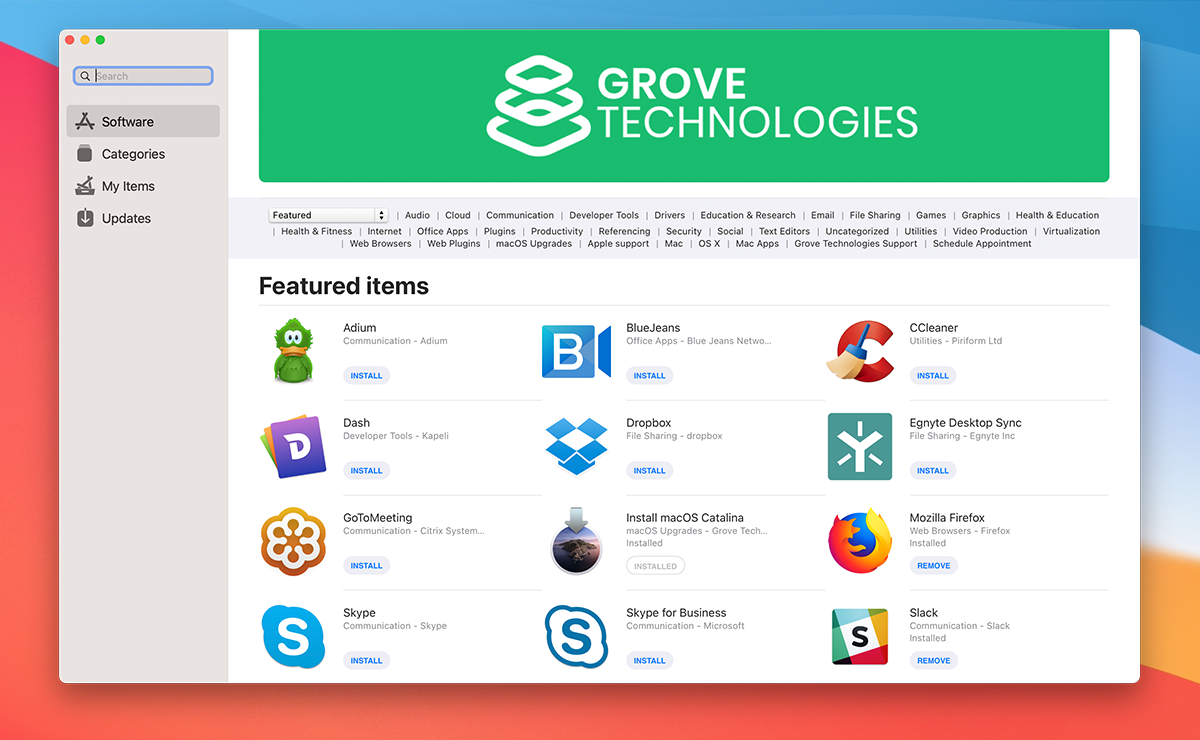 GROVE
TECHNOLOGIES
Search
Software
Categories
My Items
Updates
Featured | Audio | Cloud | Communication | Developer Tools | Drivers | Education & Research | Email | File Sharing | Games | Graphics | Health & Education
| Health & Fitness | Internet | Office Apps | Plugins | Productivity | Referencing | Security | Social | Text Editors | Uncategorized | Utilities | Video Production | Virtualization
| Web Browsers | Web Plugins | macOS Upgrades | Apple support | Mac | OS X | Mac Apps | Grove Technologies Support | Schedule Appointment
Featured items
Adium
Communication - Adium
INSTALL
B
BlueJeans
Office Apps - Blue Jeans Netwo...
INSTALL
CCleaner
Utilities - Piriform Ltd
INSTALL
D
Dash
Developer Tools - Kapeli
INSTALL
Dropbox
File Sharing - dropbox
INSTALL
Egnyte Desktop Sync
File Sharing - Egnyte Inc
INSTALL
GoToMeeting
Communication - Citrix System...
INSTALL
Install macOS Catalina
macOS Upgrades - Grove Tech...
Installed
INSTALLED
Mozilla Firefox
Web Browsers - Firefox
Installed
REMOVE
S
Skype
Communication - Skype
INSTALL
S
Skype for Business
Communication - Microsoft
INSTALL
S
Slack
Communication - Slack
Installed
REMOVE